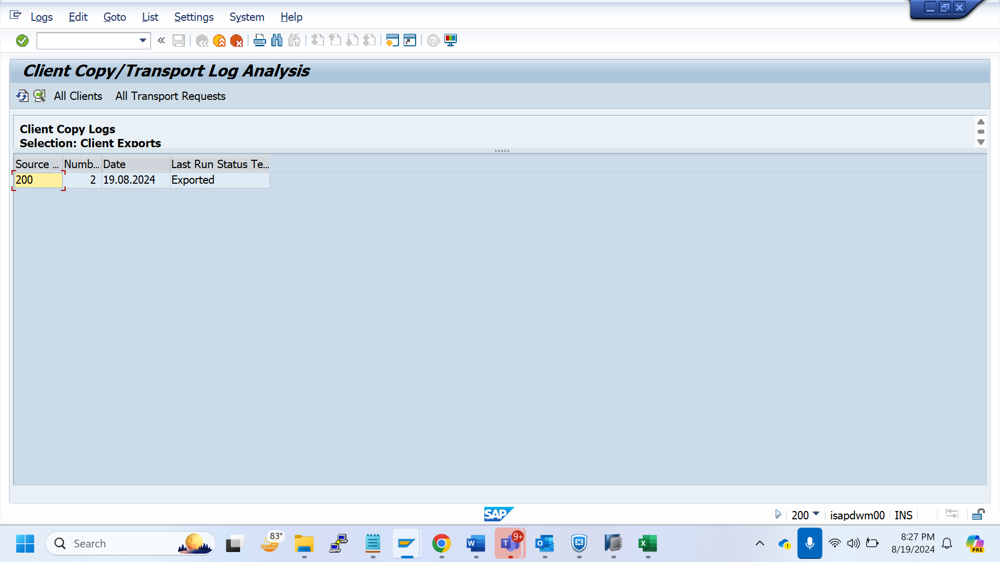 Logs Edit Goto List Settings System Help
Client Copy/Transport Log Analysis
All Clients All Transport Requests
Client Copy Logs
Selection: Client Exports
Source ... Numb... Date Last Run Status Te...
200 2 19.08.2024 Exported
SAP
200 isapdwm00 INS
Search 83° W T 9+ O X 8:27 PM
8/19/2024
PRE